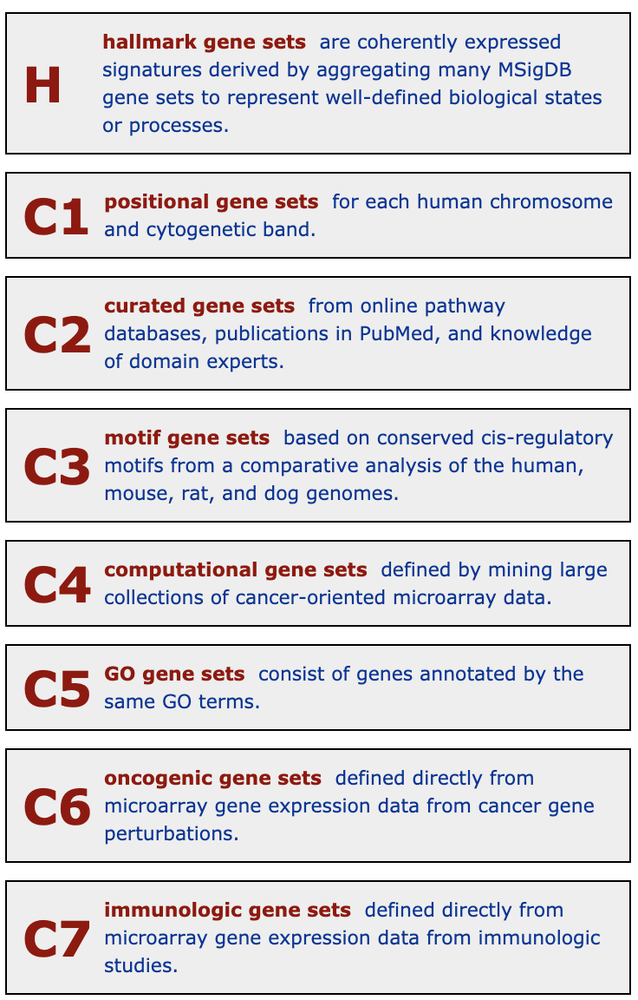 H
hallmark gene sets are coherently expressed
signatures derived by aggregating many MSigDB
gene sets to represent well-defined biological states
or processes.
C1
positional gene sets for each human chromosome
and cytogenetic band.
C2
curated gene sets from online pathway
databases, publications in PubMed, and knowledge
of domain experts.
C3
motif gene sets based on conserved cis-regulatory
motifs from a comparative analysis of the human,
mouse, rat, and dog genomes.
C4
computational gene sets defined by mining large
collections of cancer-oriented microarray data.
C5
GO gene sets consist of genes annotated by the
same GO terms.
C6
oncogenic gene sets defined directly from
microarray gene expression data from cancer gene
perturbations.
C7
immunologic gene sets defined directly from
microarray gene expression data from immunologic
studies.